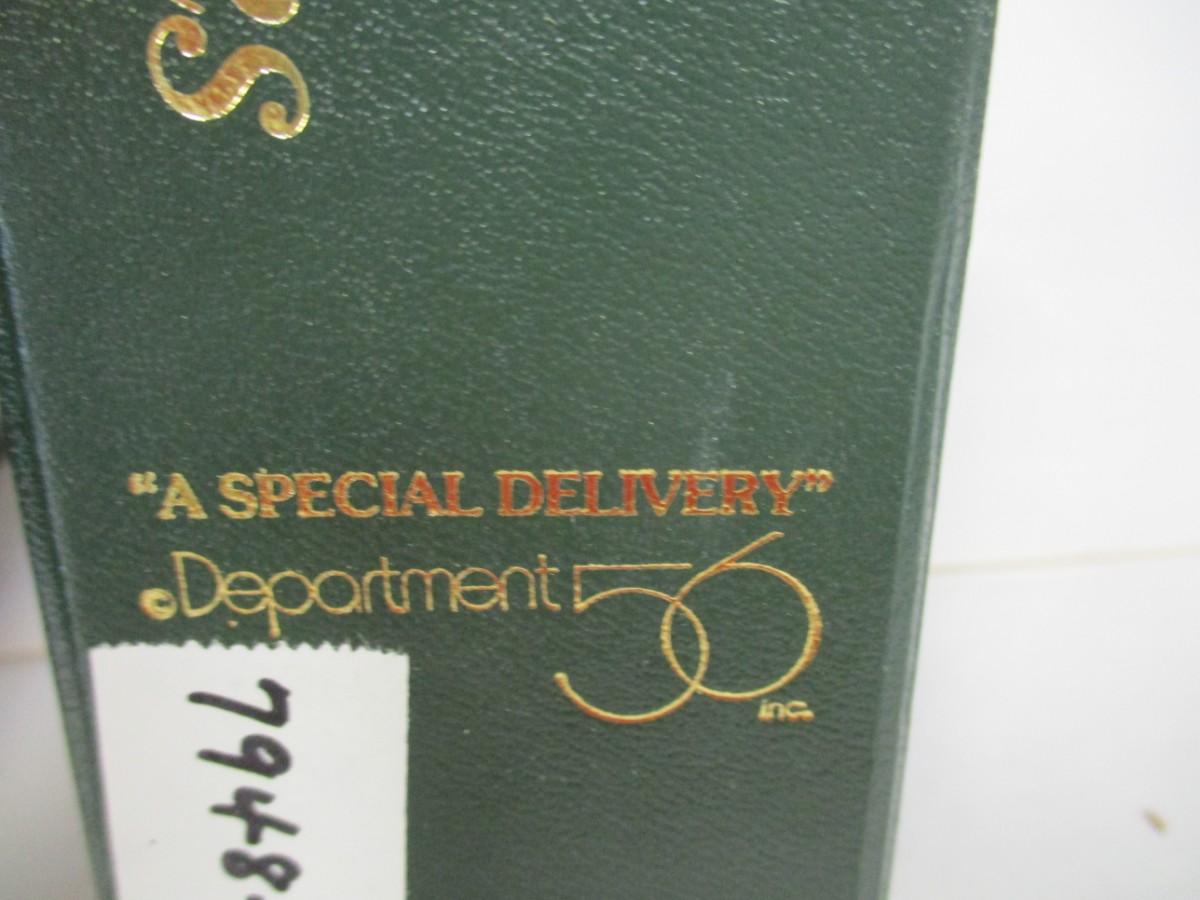 's
"A SPECIAL DELIVERY"
©Department 56
inc.
7948-